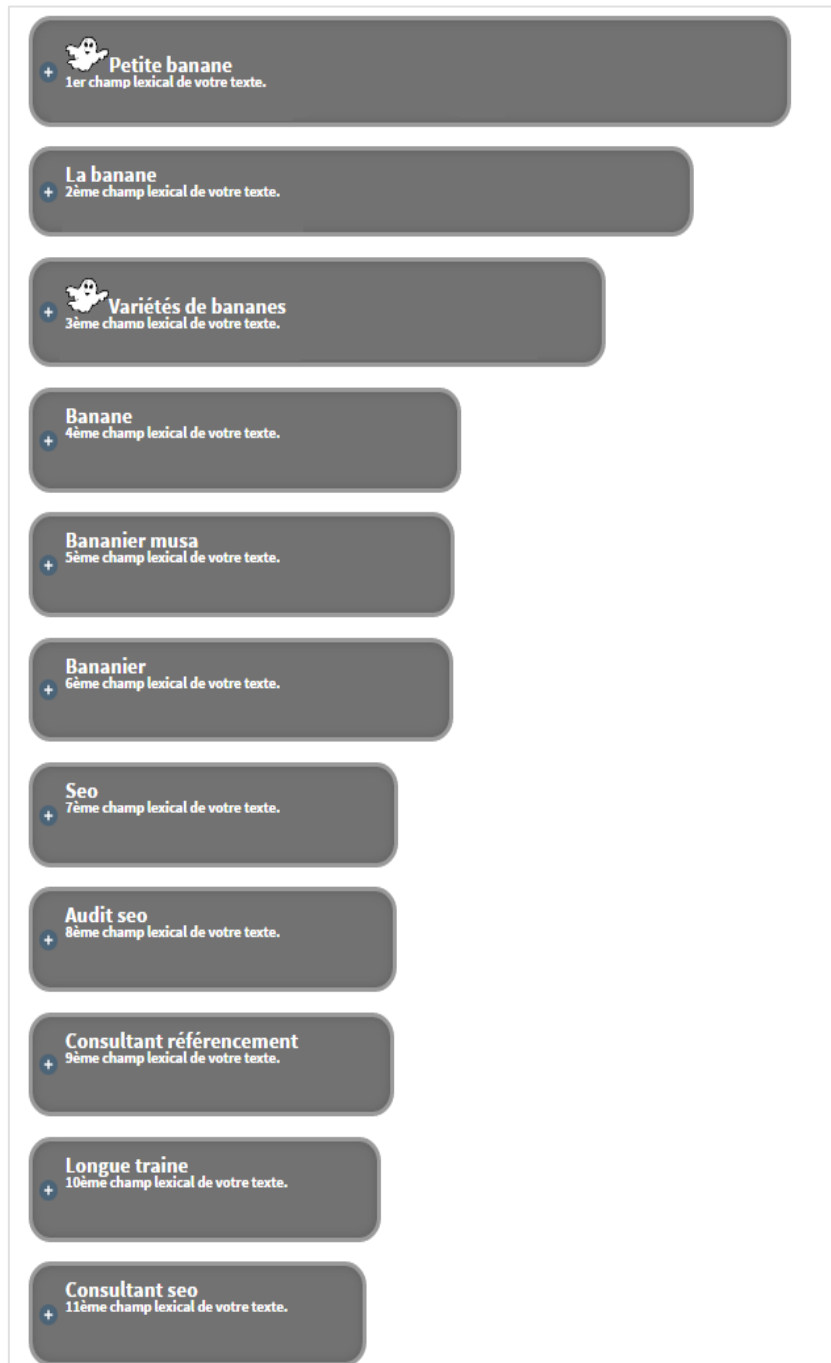 Petite banane
1er champ lexical de votre texte.
La banane
2ème champ lexical de votre texte.
Variétés de bananes
3ème champ lexical de votre texte.
Banane
4ème champ lexical de votre texte.
Bananier musa
5ème champ lexical de votre texte.
Bananier
6ème champ lexical de votre texte.
Seo
7ème champ lexical de votre texte.
Audit seo
8ème champ lexical de votre texte.
Consultant référencement
9ème champ lexical de votre texte.
Longue traine
10ème champ lexical de votre texte.
Consultant seo
11ème champ lexical de votre texte.